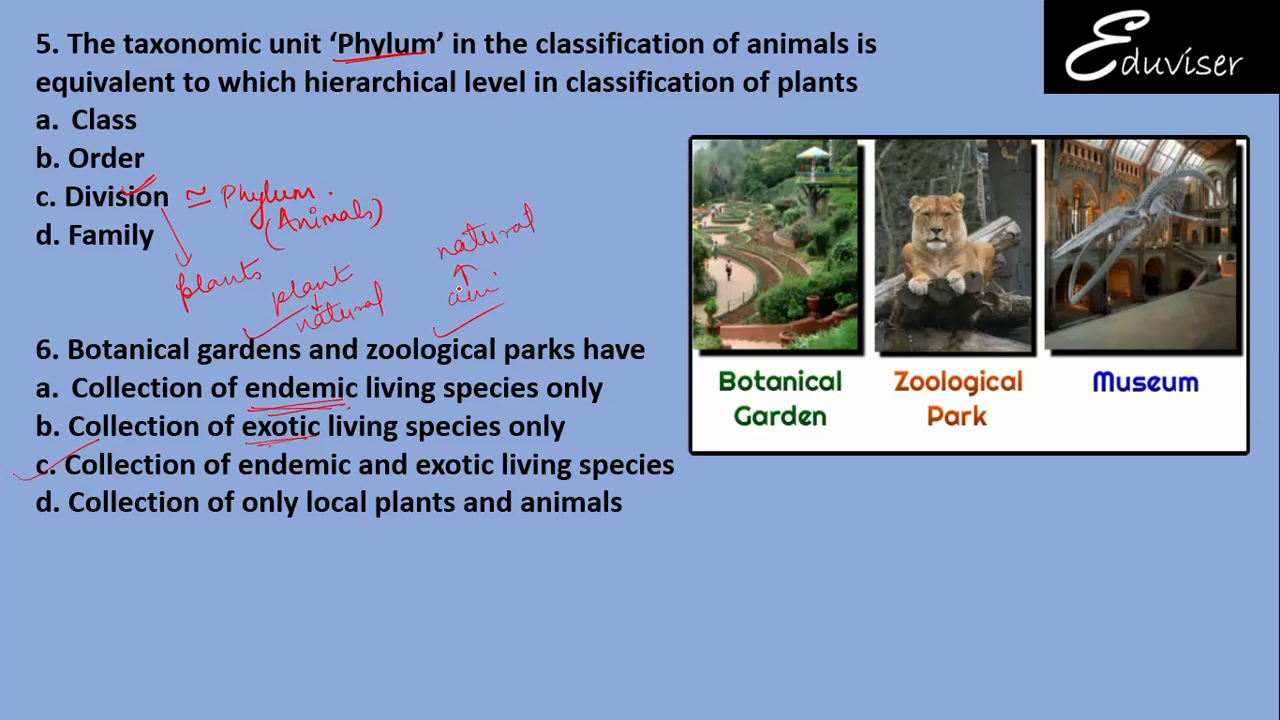 5. The taxonomic unit ‘Phylum’ in the classification of animals is
equivalent to which hierarchical level in classification of plants
a. Class
b. Order
c. Division ≅ Phylum.
(Animals)
d. Family
plants
plant
natural
natural
6. Botanical gardens and zoological parks have
a. Collection of endemic living species only
b. Collection of exotic living species only
c. Collection of endemic and exotic living species
d. Collection of only local plants and animals
Eduviser
Botanical
Garden
Zoological
Park
Museum